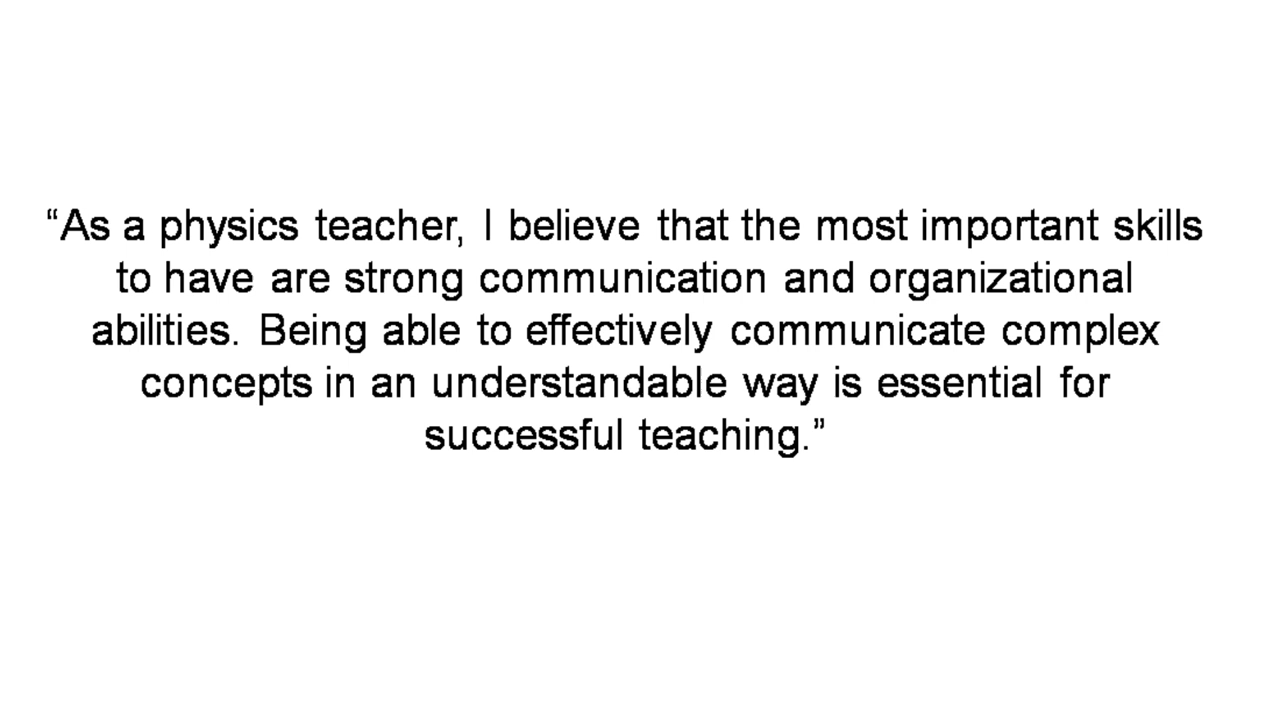 “As a physics teacher, I believe that the most important skills
to have are strong communication and organizational
abilities. Being able to effectively communicate complex
concepts in an understandable way is essential for
successful teaching.”